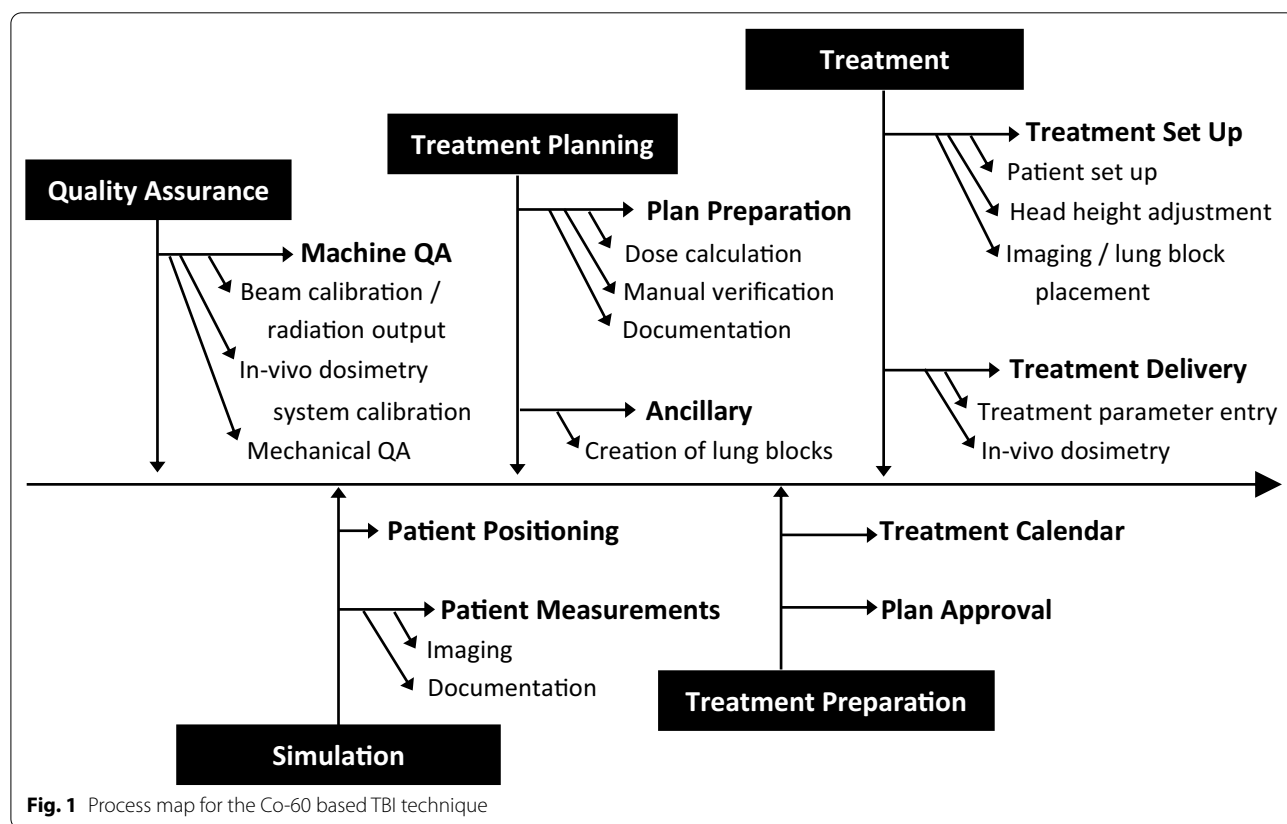 Quality Assurance
Machine QA
Beam calibration /
radiation output
In-vivo dosimetry
system calibration
Mechanical QA
Treatment Planning
Plan Preparation
Dose calculation
Manual verification
Documentation
Ancillary
Creation of lung blocks
Treatment
Treatment Set Up
Patient set up
Head height adjustment
Imaging / lung block
placement
Treatment Delivery
Treatment parameter entry
In-vivo dosimetry
Patient Positioning
Patient Measurements
Imaging
Documentation
Simulation
Treatment Calendar
Plan Approval
Treatment Preparation
Fig. 1 Process map for the Co-60 based TBI technique